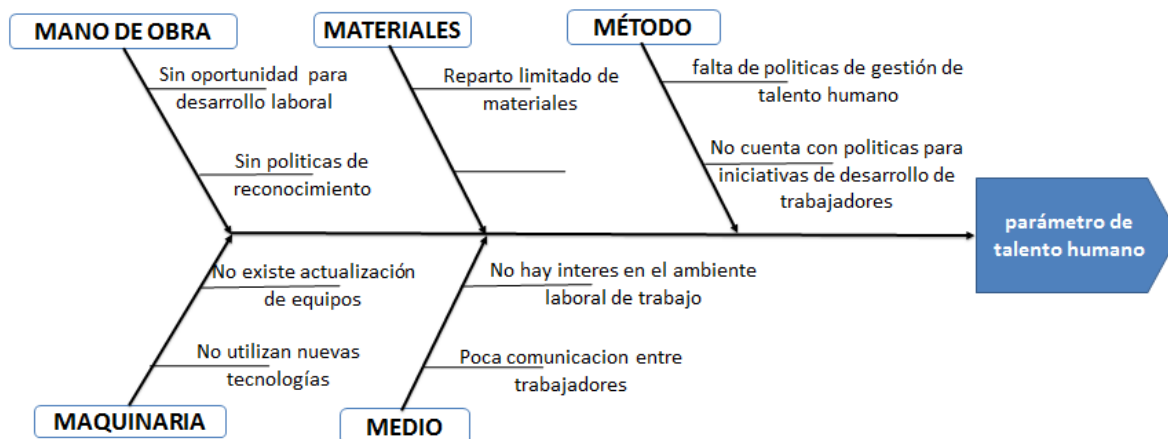 MANO DE OBRA
MATERIALES
MÉTODO
Sin oportunidad para
desarrollo laboral
Sin politicas de
reconocimiento
Reparto limitado de
materiales
falta de politicas de gestión de
talento humano
No cuenta con politicas para
iniciativas de desarrollo de
trabajadores
parámetro de
talento humano
No existe actualización
de equipos
No utilizan nuevas
tecnologías
No hay interes en el ambiente
laboral de trabajo
Poca comunicacion entre
trabajadores
MAQUINARIA
MEDIO